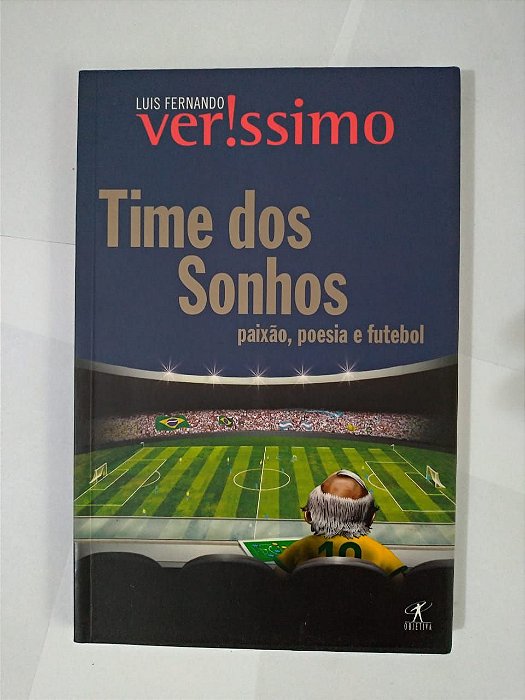 LUIS FERNANDO
ver!ssimo
Time dos
Sonhos
paixão, poesia e futebol
10
OBJETIVA